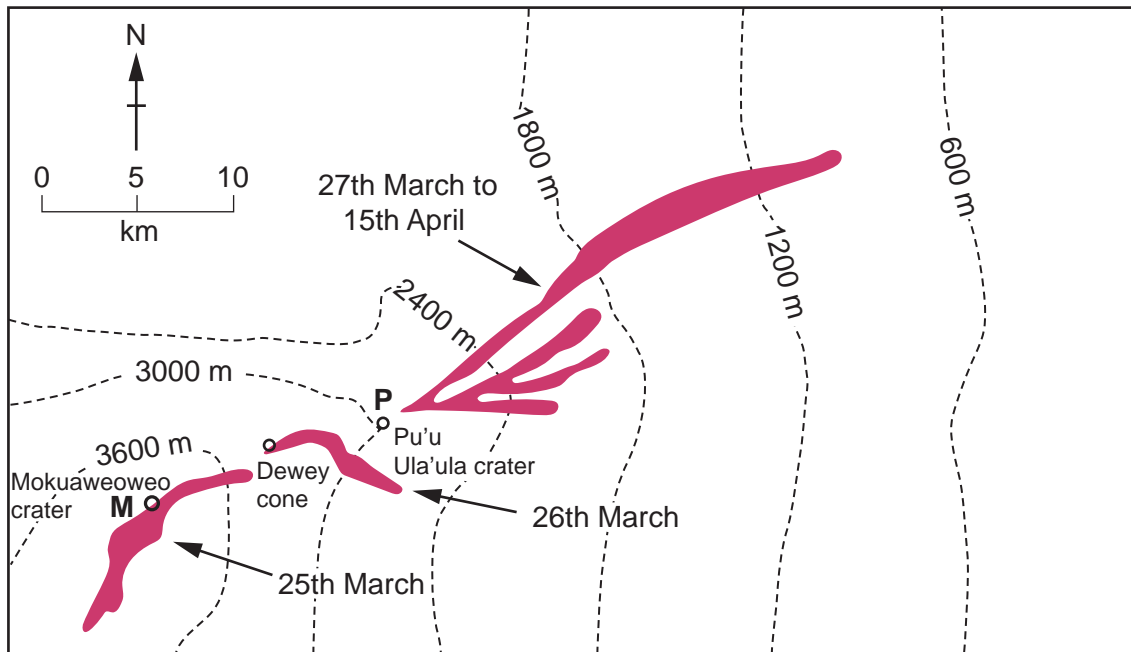 N
0 5 10
km
27th March to
15th April
1800 m
600 m
1200 m
2400 m
3000 m
P
Pu'u
Ula'ula crater
3600 m
Dewey
cone
Mokuaweoweo
crater
M
26th March
25th March